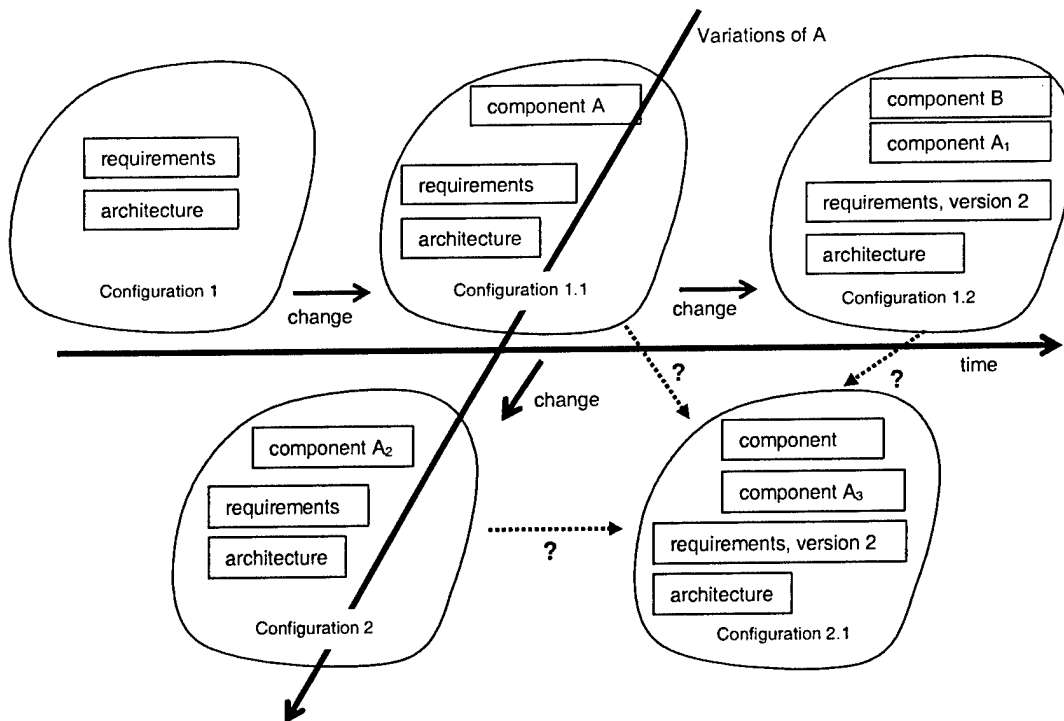 Variations of A
requirements
architecture
Configuration 1
change
component A
requirements
architecture
Configuration 1.1
change
component B
component A₁
requirements, version 2
architecture
Configuration 1.2
time
change
?
?
component A₂
requirements
architecture
Configuration 2
?
component
component A₃
requirements, version 2
architecture
Configuration 2.1